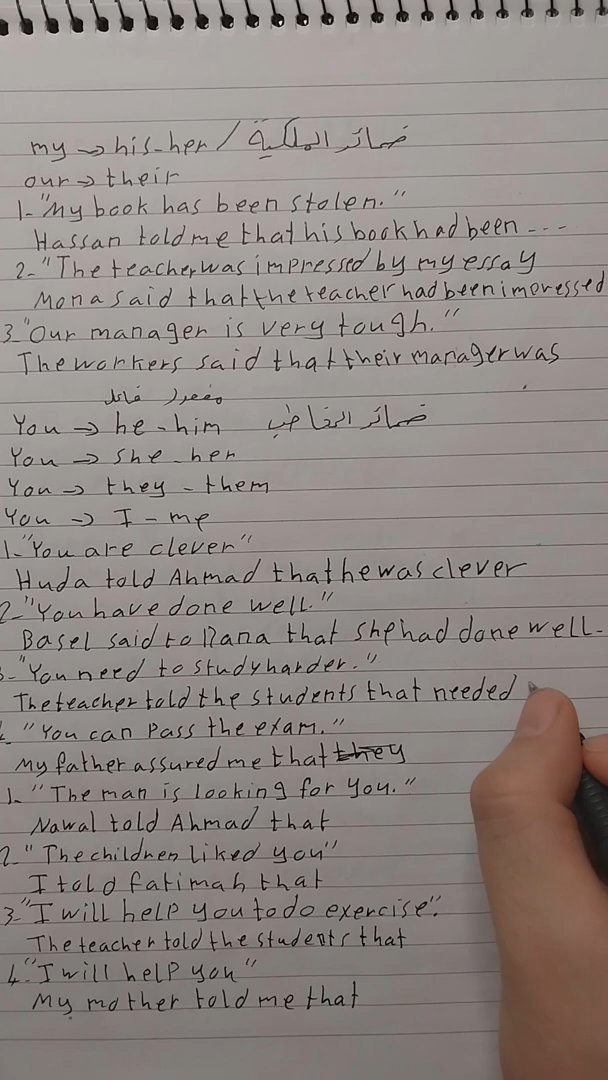 my → his-her / ضمائر الملكية
our → their
1-"My book has been stolen."
Hassan told me that his book had been ---
2-"The teacher was impressed by my essay
Mona said that the teacher had been impressed
3"Our manager is very tough."
The workers said that their manager was
مفعول فاعل
You → he - him ضمائر المخاطب
You → she - her
You → they - them
You → I - me
1-"You are clever"
Huda told Ahmad that he was clever
2-"You have done well."
Basel said to Rana that she had done well-
3-"You need to study harder."
The teacher told the students that needed
4. "You can pass the exam."
My father assured me that they
1. "The man is looking for you."
Nawal told Ahmad that
2."The children liked you"
I told fatimah that
3"I will help you to do exercise".
The teacher told the students that
4."I will help you"
My mother told me that